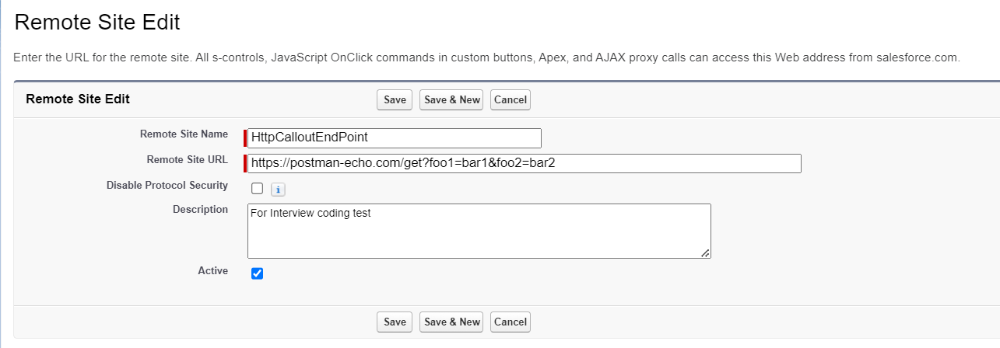 Remote Site Edit
Enter the URL for the remote site. All s-controls, JavaScript OnClick commands in custom buttons, Apex, and AJAX proxy calls can access this Web address from salesforce.com.
Remote Site Edit Save Save & New Cancel
Remote Site Name HttpCalloutEndPoint
Remote Site URL https://postman-echo.com/get?foo1=bar1&foo2=bar2
Disable Protocol Security i
Description For Interview coding test
Active
Save Save & New Cancel